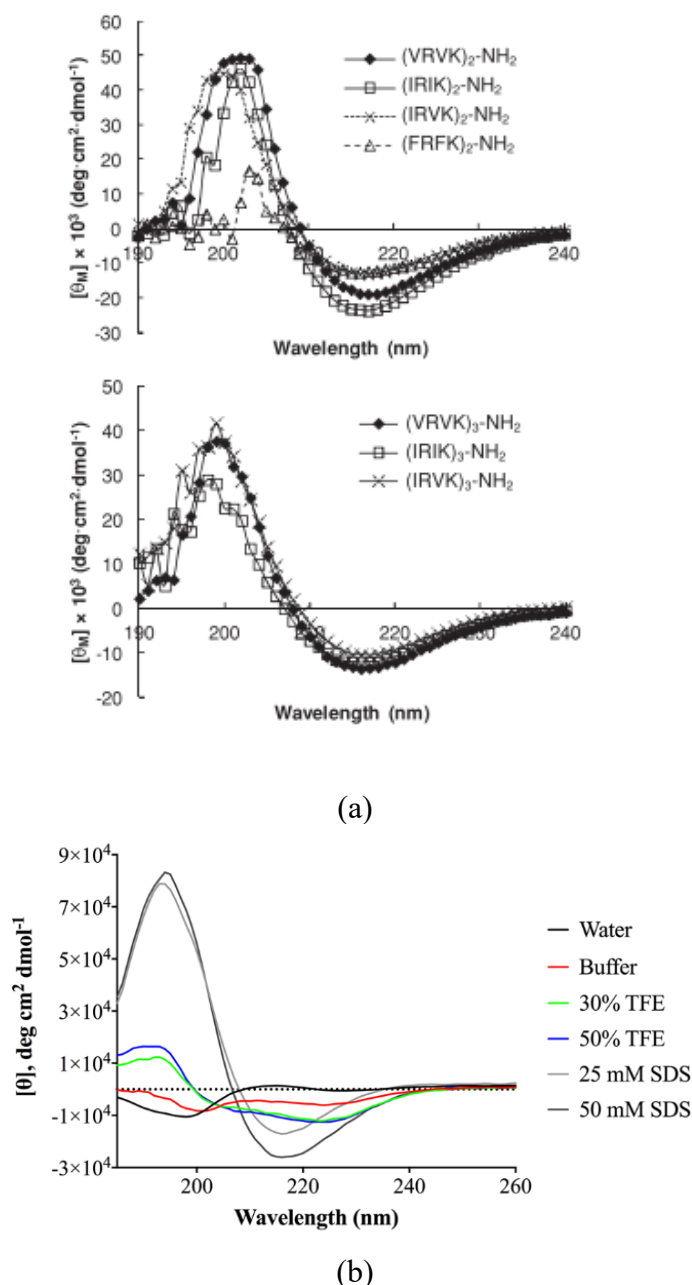 60
50
40
30
20
10
0
-10
-20
-30
190 200 220 230 240
[θM] × 10³ (deg·cm²·dmol⁻¹)
Wavelength (nm)
(VRVK)₂-NH₂
(IRIK)₂-NH₂
(IRVK)₂-NH₂
(FRFK)₂-NH₂
50
40
30
20
10
0
-10
-20
190 200 220 230 240
[θM] × 10³ (deg·cm²·dmol⁻¹)
Wavelength (nm)
(VRVK)₃-NH₂
(IRIK)₃-NH₂
(IRVK)₃-NH₂
(a)
9×10⁴
7×10⁴
5×10⁴
3×10⁴
1×10⁴
-1×10⁴
-3×10⁴
200 220 240 260
[θ], deg cm² dmol⁻¹
Wavelength (nm)
Water
Buffer
30% TFE
50% TFE
25 mM SDS
50 mM SDS
(b)